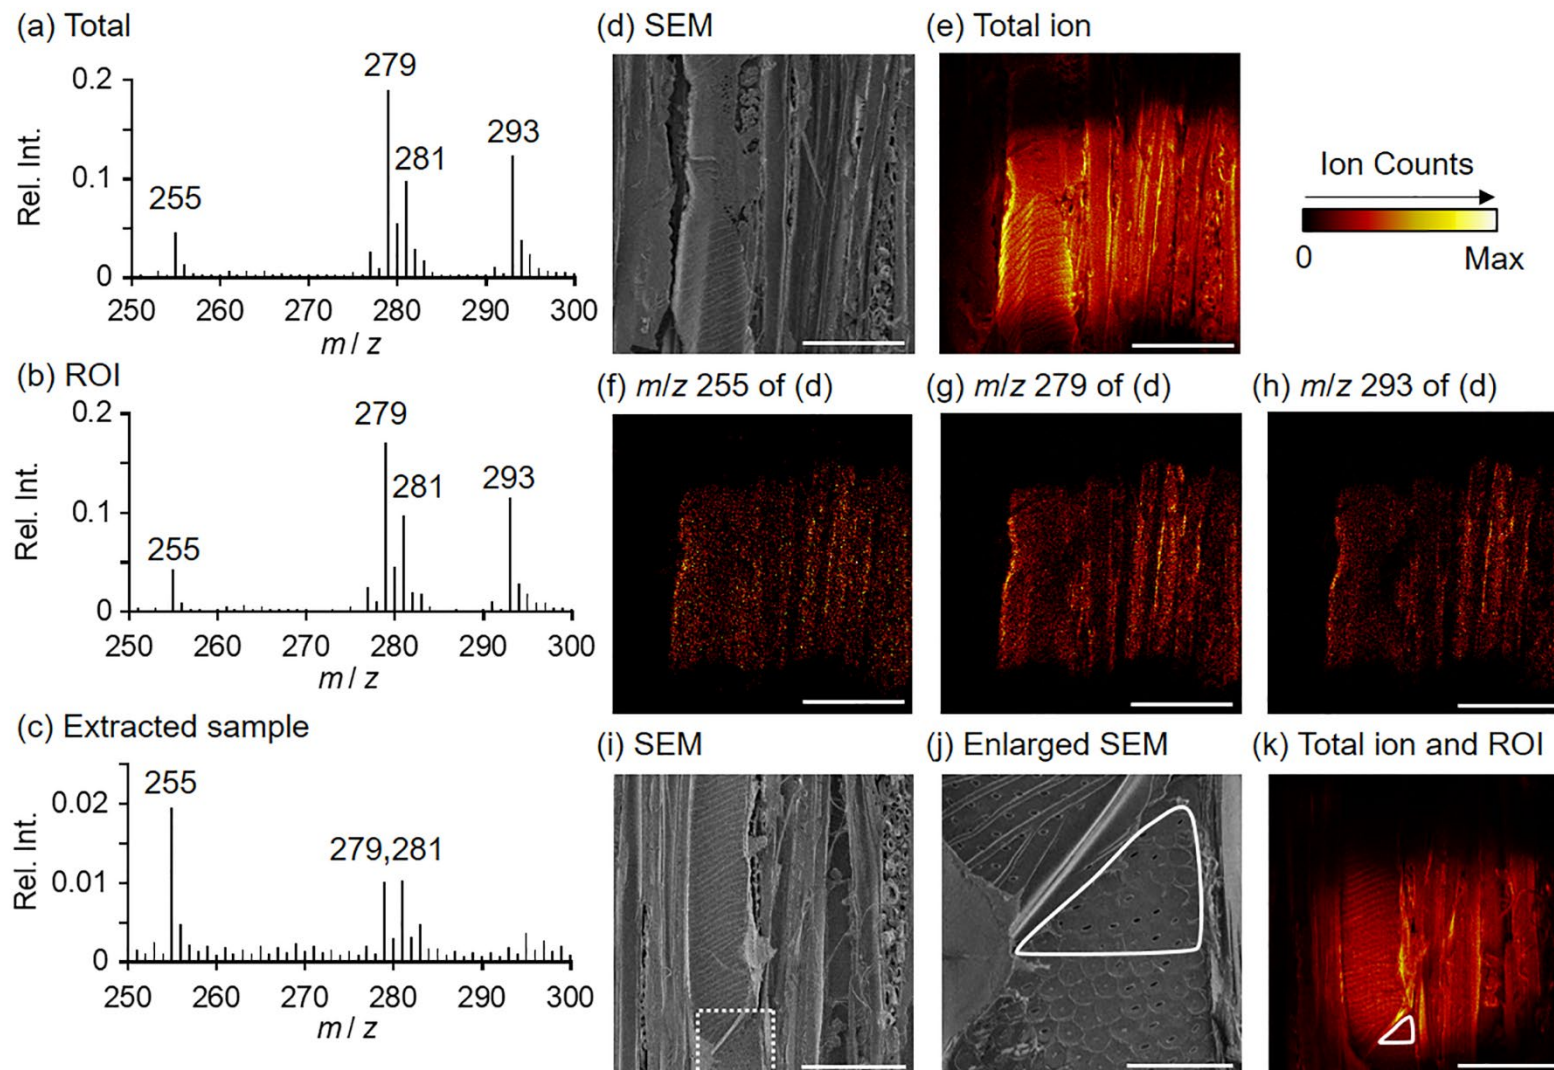 (a) Total
0.2
0.1
0
Rel. Int.
255
279
281
293
250 260 270 280 290 300
m / z
(b) ROI
0.2
0.1
0
Rel. Int.
255
279
281
293
250 260 270 280 290 300
m / z
(c) Extracted sample
0.02
0.01
0
Rel. Int.
255
279,281
250 260 270 280 290 300
m / z
(d) SEM
(e) Total ion
Ion Counts
0 Max
(f) m/z 255 of (d)
(g) m/z 279 of (d)
(h) m/z 293 of (d)
(i) SEM
(j) Enlarged SEM
(k) Total ion and ROI